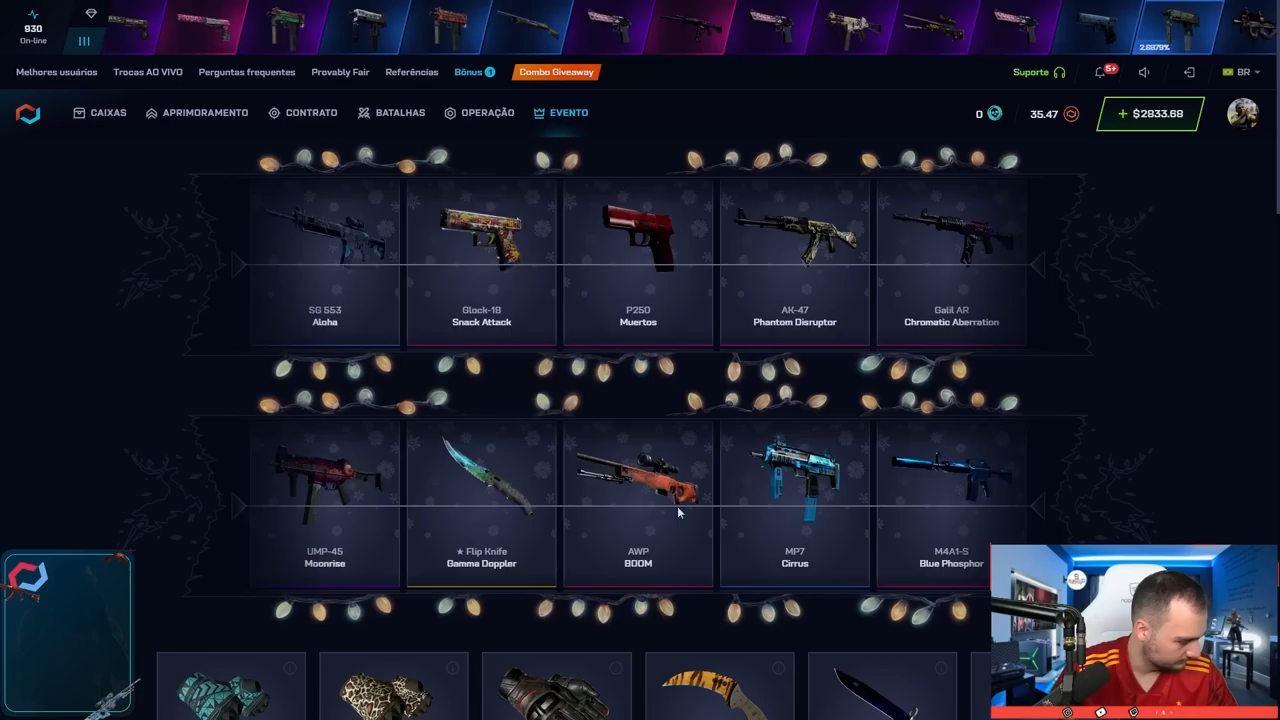 930
On-line
2.6879%
Melhores usuários Trocas AO VIVO Perguntas frequentes Provably Fair Referências Bônus 1 Combo Giveaway Suporte 5+ BR
CAIXAS APRIMORAMENTO CONTRATO BATALHAS OPERAÇÃO EVENTO 0 35.47 + $2833.68
SG 553 Glock-18 P250 AK-47 Galil AR
Aloha Snack Attack Muertos Phantom Disruptor Chromatic Aberration
UMP-45 ★ Flip Knife AWP MP7 M4A1-S
Moonrise Gamma Doppler BOOM Cirrus Blue Phosphor